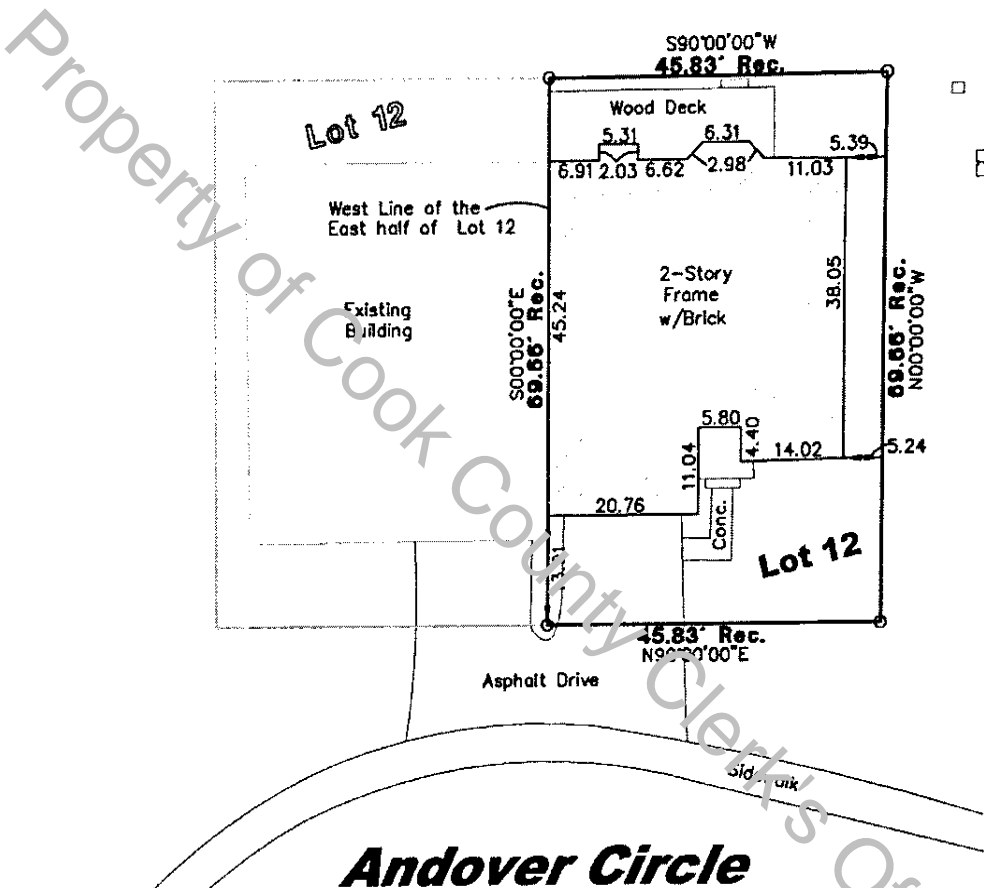 S90°00'00"W
45.83' Rec.
Lot 12
Wood Deck
5.31
6.31
5.39
6.91
2.03
6.62
2.98
11.03
West Line of the
East half of Lot 12
2-Story
Frame
w/Brick
38.05
Existing
Building
S00°00'00"E
69.66' Rec.
45.24
69.66' Rec.
N00°00'00"W
5.80
4.40
14.02
5.24
11.04
20.76
Conc.
Lot 12
45.83' Rec.
N90°00'00"E
Asphalt Drive
Sidewalk
Andover Circle
Property of Cook County Clerk's Of